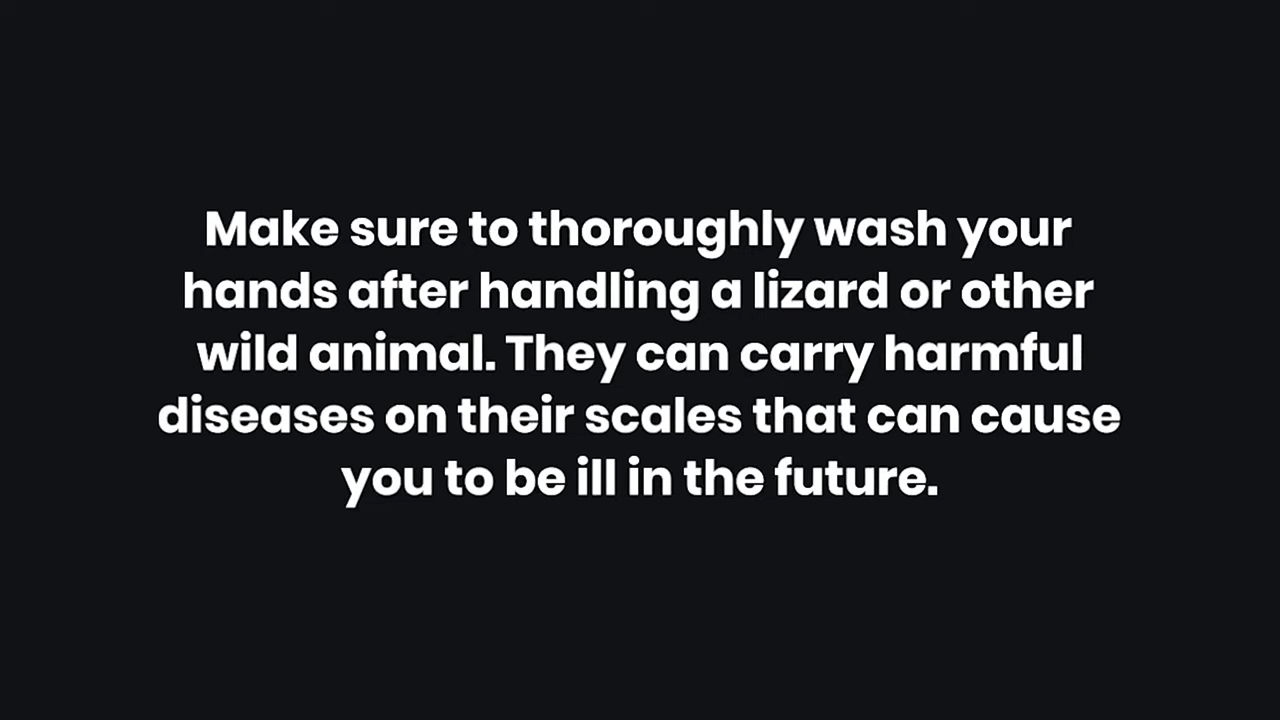 Make sure to thoroughly wash your
hands after handling a lizard or other
wild animal. They can carry harmful
diseases on their scales that can cause
you to be ill in the future.